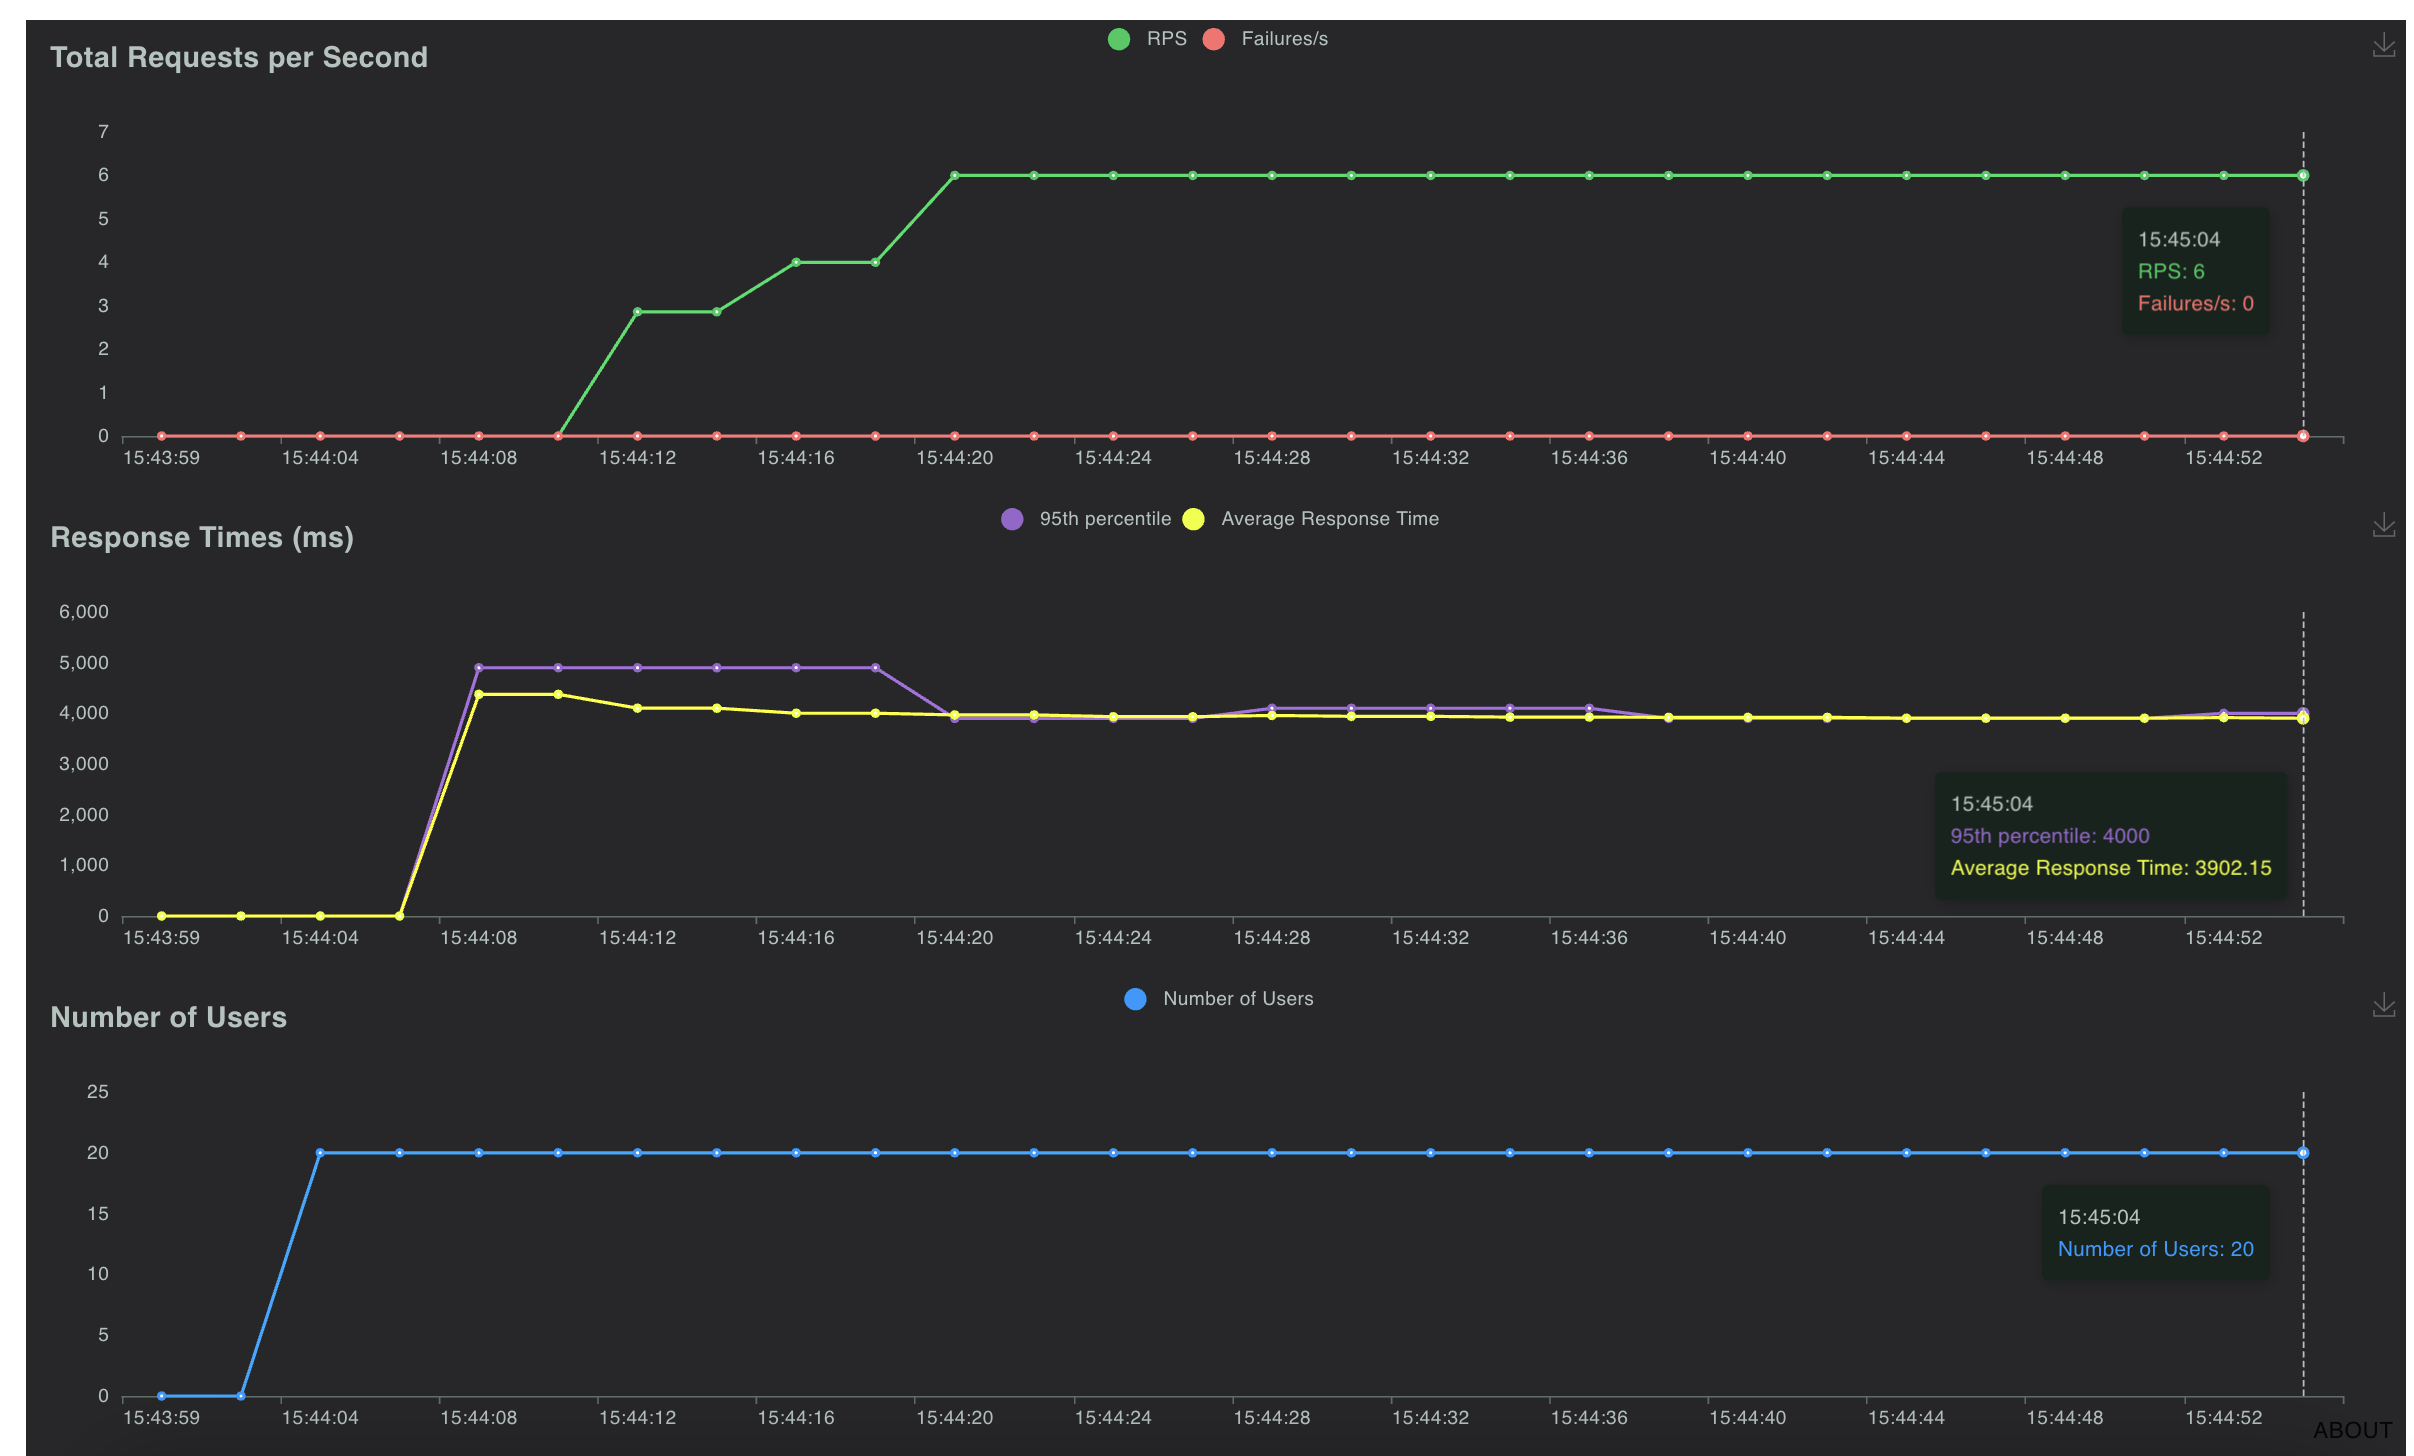 RPS Failures/s
Total Requests per Second
7
6
5
4
3
2
1
0
15:45:04
RPS: 6
Failures/s: 0
15:43:59 15:44:04 15:44:08 15:44:12 15:44:16 15:44:20 15:44:24 15:44:28 15:44:32 15:44:36 15:44:40 15:44:44 15:44:48 15:44:52
95th percentile Average Response Time
Response Times (ms)
6,000
5,000
4,000
3,000
2,000
1,000
0
15:45:04
95th percentile: 4000
Average Response Time: 3902.15
15:43:59 15:44:04 15:44:08 15:44:12 15:44:16 15:44:20 15:44:24 15:44:28 15:44:32 15:44:36 15:44:40 15:44:44 15:44:48 15:44:52
Number of Users
Number of Users
25
20
15
10
5
0
15:45:04
Number of Users: 20
15:43:59 15:44:04 15:44:08 15:44:12 15:44:16 15:44:20 15:44:24 15:44:28 15:44:32 15:44:36 15:44:40 15:44:44 15:44:48 15:44:52
ABOUT